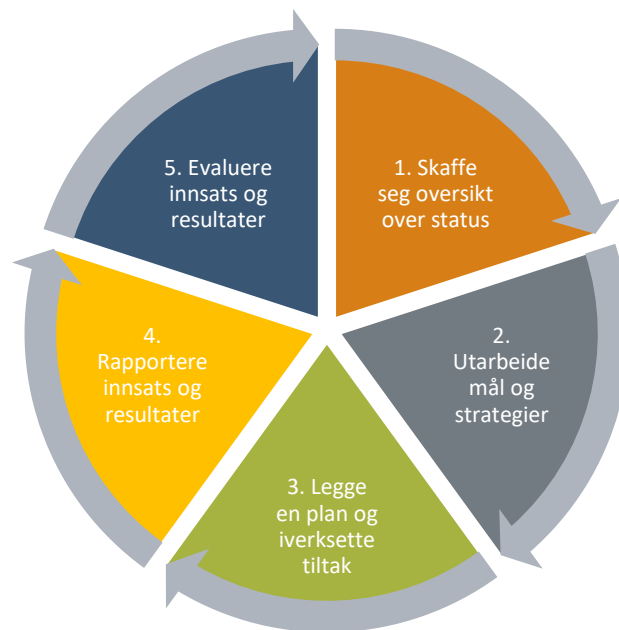 1. Skaffe
seg oversikt
over status
2.
Utarbeide
mål og
strategier
3. Legge
en plan og
iverksette
tiltak
4.
Rapportere
innsats og
resultater
5. Evaluere
innsats og
resultater